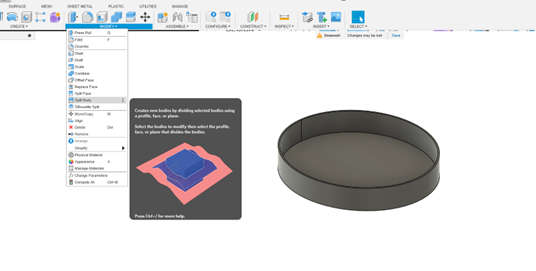 SURFACE MESH SHEET METAL PLASTIC UTILITIES MANAGE
CREATE MODIFY ASSEMBLE CONFIGURE CONSTRUCT INSPECT INSERT SELECT
Unsaved: Changes may be lost Save
Press Pull Q
Fillet F
Chamfer
Shell
Draft
Scale
Combine
Offset Face
Replace Face
Split Face
Split Body
Silhouette Split
Move/Copy M
Align
Delete Del
Remove
Arrange
Simplify
Physical Material
Appearance A
Manage Materials
Change Parameters
Compute All Ctrl+B
Creates new bodies by dividing selected bodies using
a profile, face, or plane.
Select the bodies to modify then select the profile,
face, or plane that divides the bodies.
Press Ctrl+/ for more help.